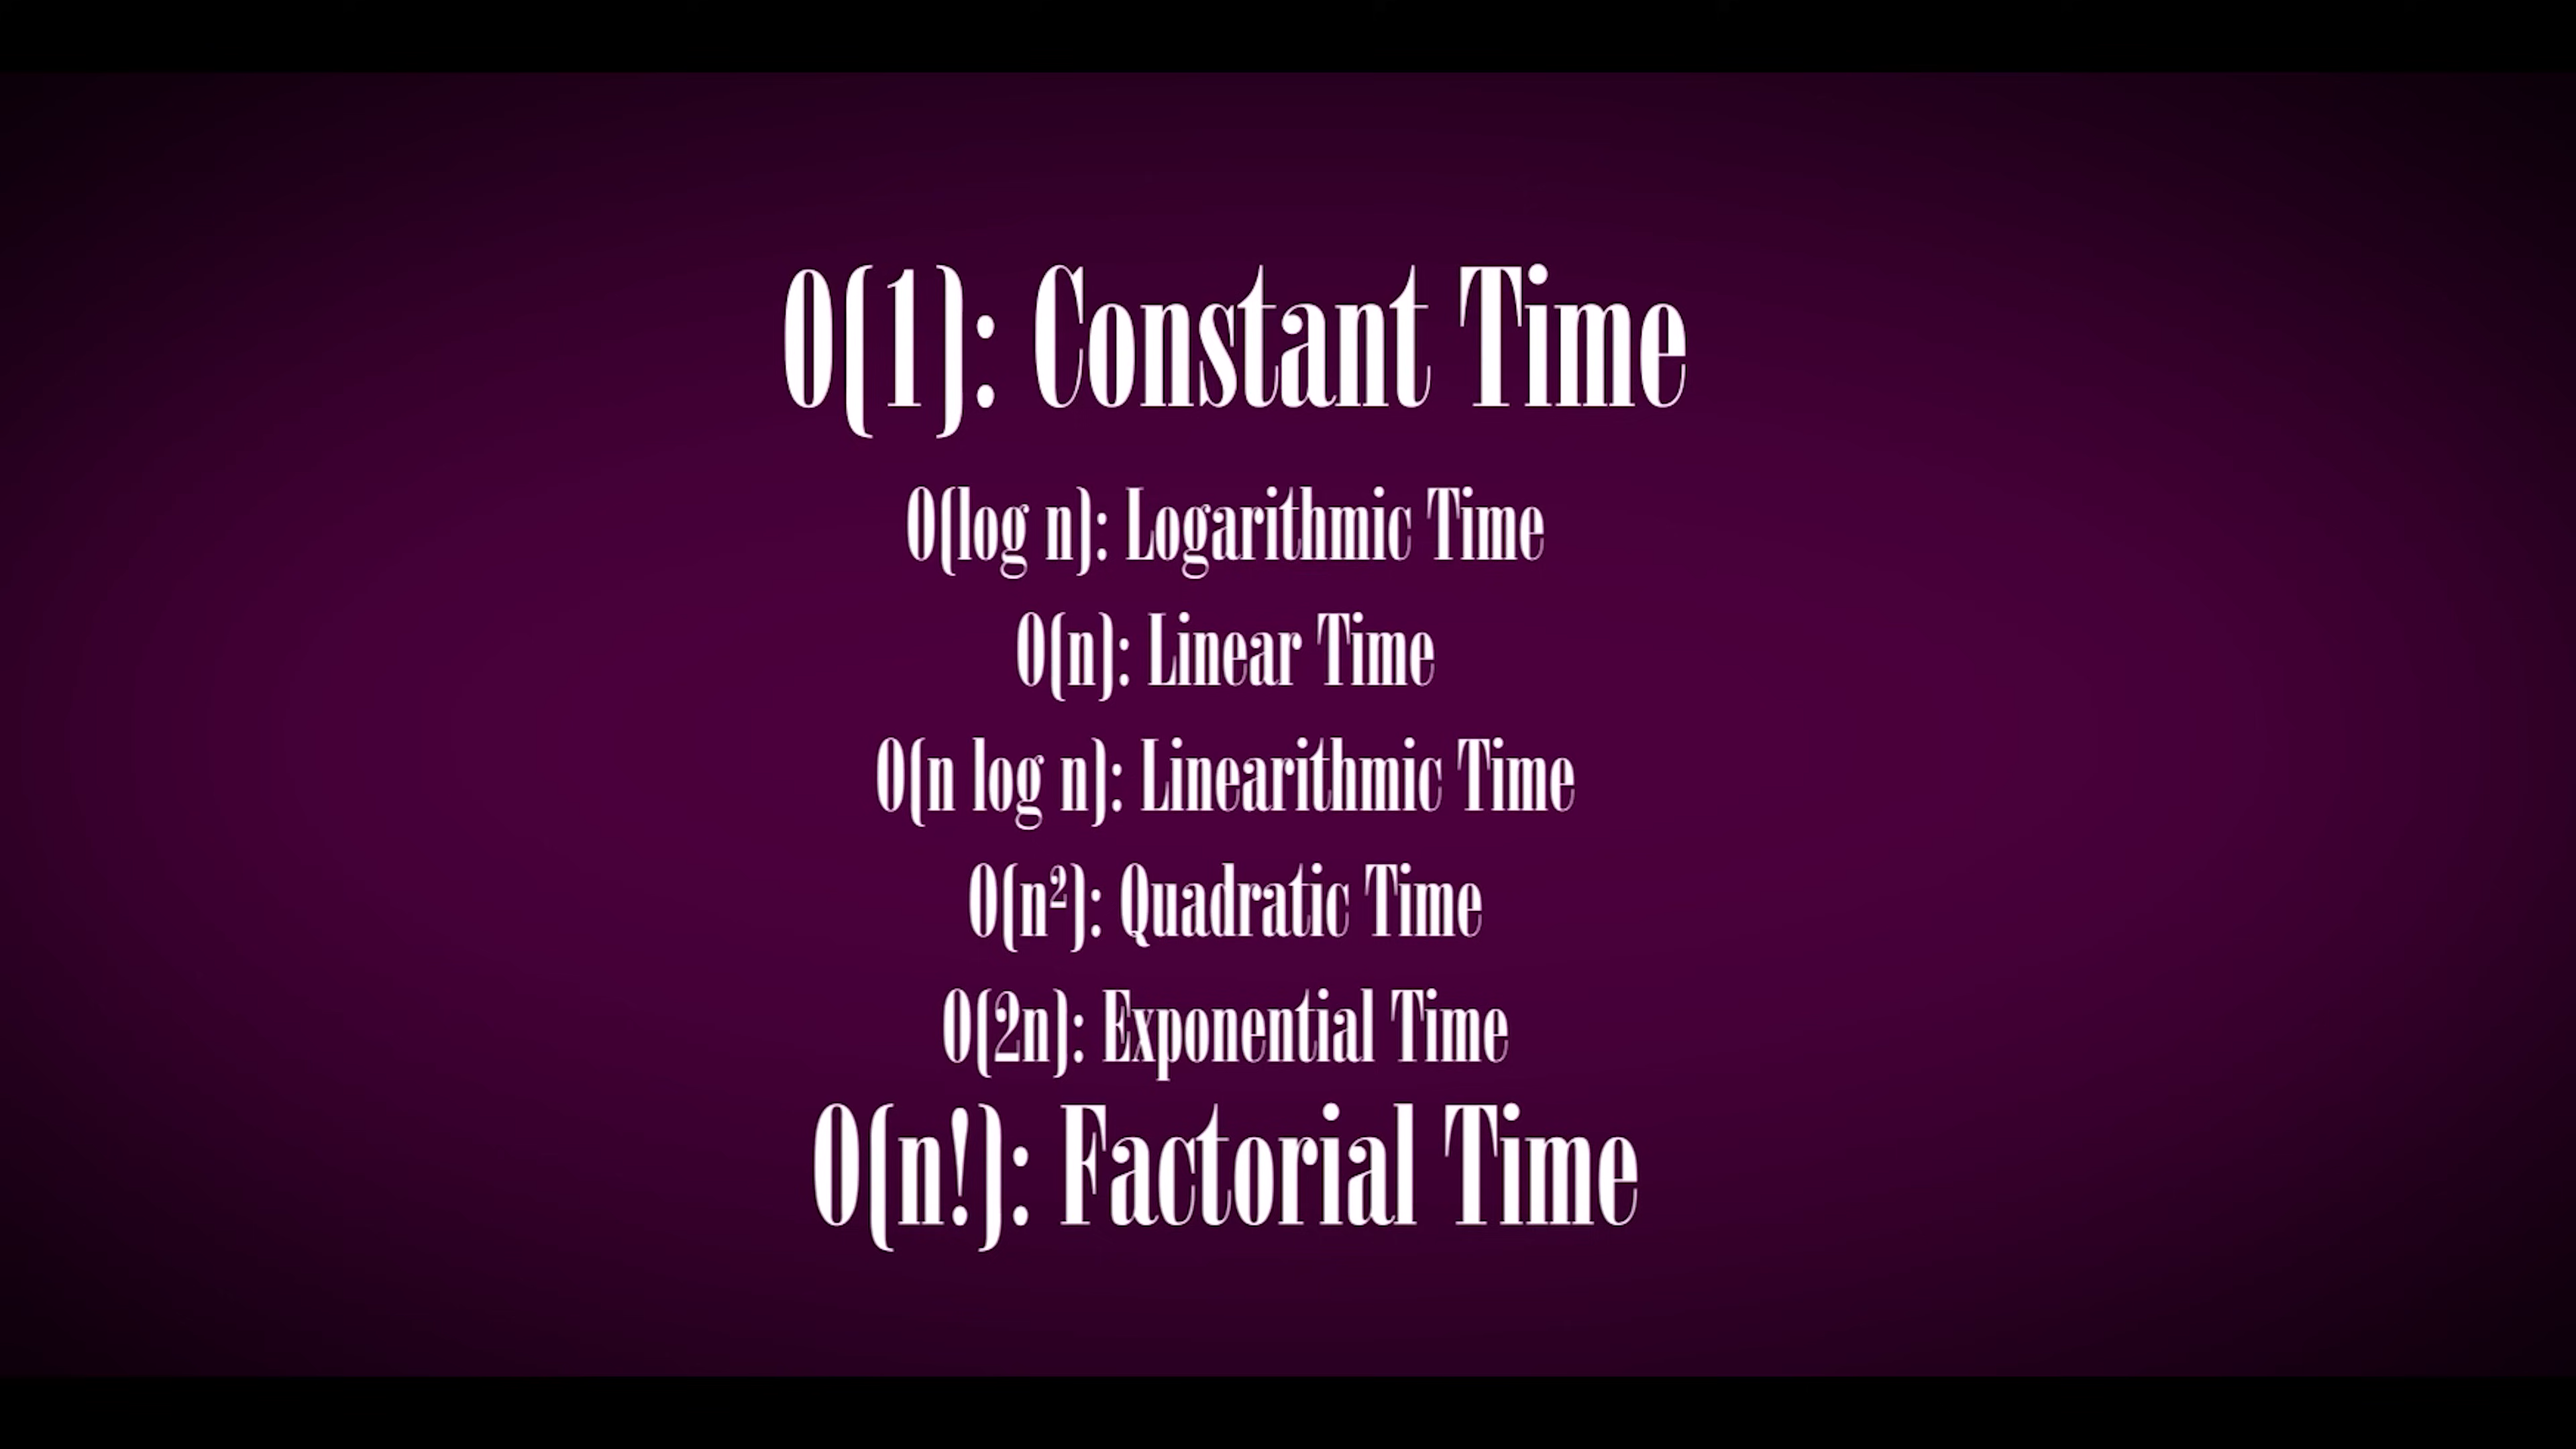 O(1): Constant Time
O(log n): Logarithmic Time
O(n): Linear Time
O(n log n): Linearithmic Time
O(n²): Quadratic Time
O(2n): Exponential Time
O(n!): Factorial Time